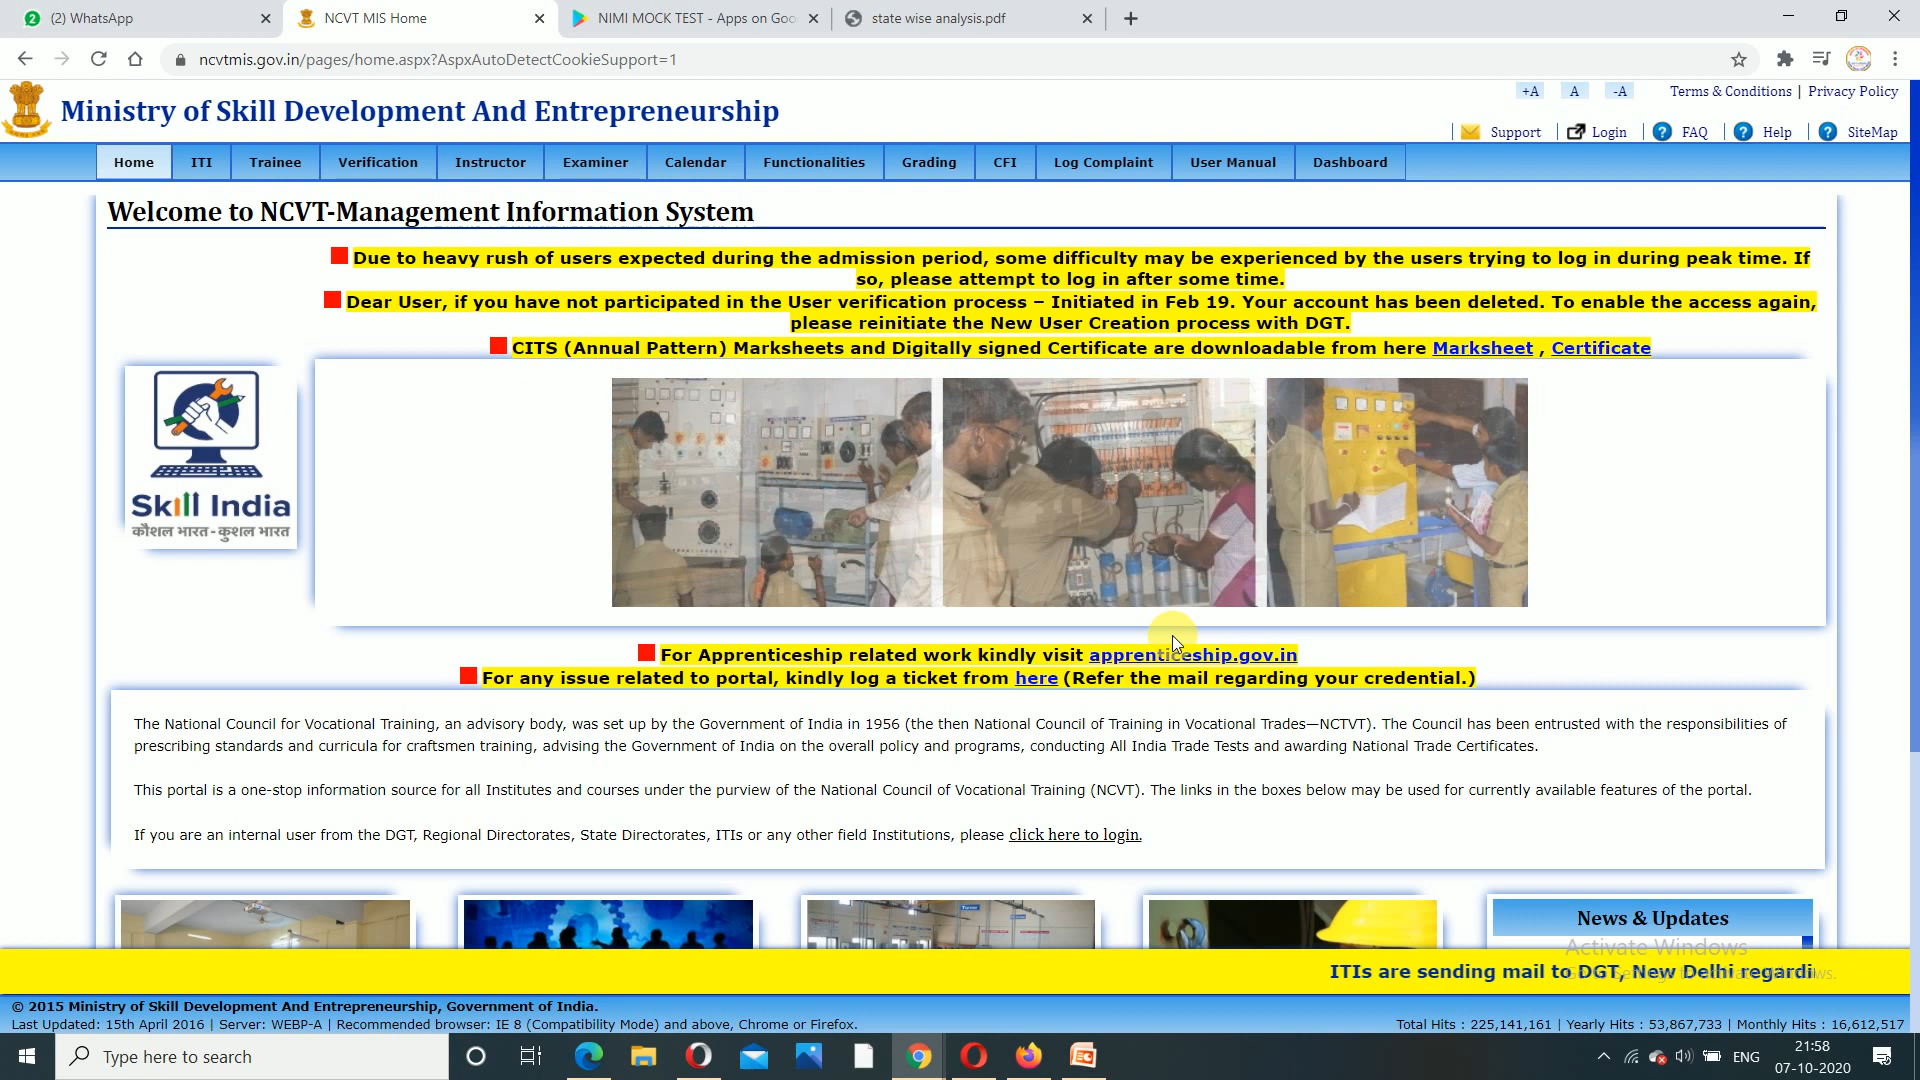 (2) WhatsApp
NCVT MIS Home
NIMI MOCK TEST - Apps on Goo
state wise analysis.pdf
ncvtmis.gov.in/pages/home.aspx?AspxAutoDetectCookieSupport=1
+A A -A Terms & Conditions | Privacy Policy
Ministry of Skill Development And Entrepreneurship
Support Login FAQ Help SiteMap
Home ITI Trainee Verification Instructor Examiner Calendar Functionalities Grading CFI Log Complaint User Manual Dashboard
Welcome to NCVT-Management Information System
Due to heavy rush of users expected during the admission period, some difficulty may be experienced by the users trying to log in during peak time. If
so, please attempt to log in after some time.
Dear User, if you have not participated in the User verification process – Initiated in Feb 19. Your account has been deleted. To enable the access again,
please reinitiate the New User Creation process with DGT.
CITS (Annual Pattern) Marksheets and Digitally signed Certificate are downloadable from here Marksheet , Certificate
Skill India
कौशल भारत - कुशल भारत
For Apprenticeship related work kindly visit apprenticeship.gov.in
For any issue related to portal, kindly log a ticket from here (Refer the mail regarding your credential.)
The National Council for Vocational Training, an advisory body, was set up by the Government of India in 1956 (the then National Council of Training in Vocational Trades—NCTVT). The Council has been entrusted with the responsibilities of
prescribing standards and curricula for craftsmen training, advising the Government of India on the overall policy and programs, conducting All India Trade Tests and awarding National Trade Certificates.
This portal is a one-stop information source for all Institutes and courses under the purview of the National Council of Vocational Training (NCVT). The links in the boxes below may be used for currently available features of the portal.
If you are an internal user from the DGT, Regional Directorates, State Directorates, ITIs or any other field Institutions, please click here to login.
News & Updates
Activate Windows
ITIs are sending mail to DGT, New Delhi regardi
© 2015 Ministry of Skill Development And Entrepreneurship, Government of India.
Last Updated: 15th April 2016 | Server: WEBP-A | Recommended browser: IE 8 (Compatibility Mode) and above, Chrome or Firefox.
Total Hits : 225,141,161 | Yearly Hits : 53,867,733 | Monthly Hits : 16,612,517
Type here to search
ENG
21:58
07-10-2020